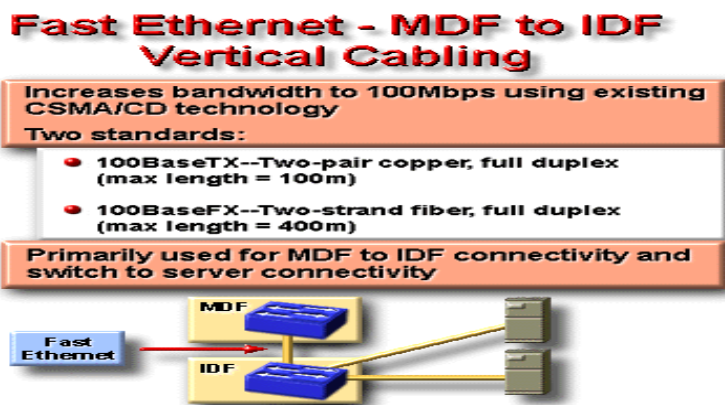 Fast Ethernet - MDF to IDF
Vertical Cabling
Increases bandwidth to 100Mbps using existing
CSMA/CD technology
Two standards:
100BaseTX--Two-pair copper, full duplex
(max length = 100m)
100BaseFX--Two-strand fiber, full duplex
(max length = 400m)
Primarily used for MDF to IDF connectivity and
switch to server connectivity
MDF
Fast
Ethernet
IDF